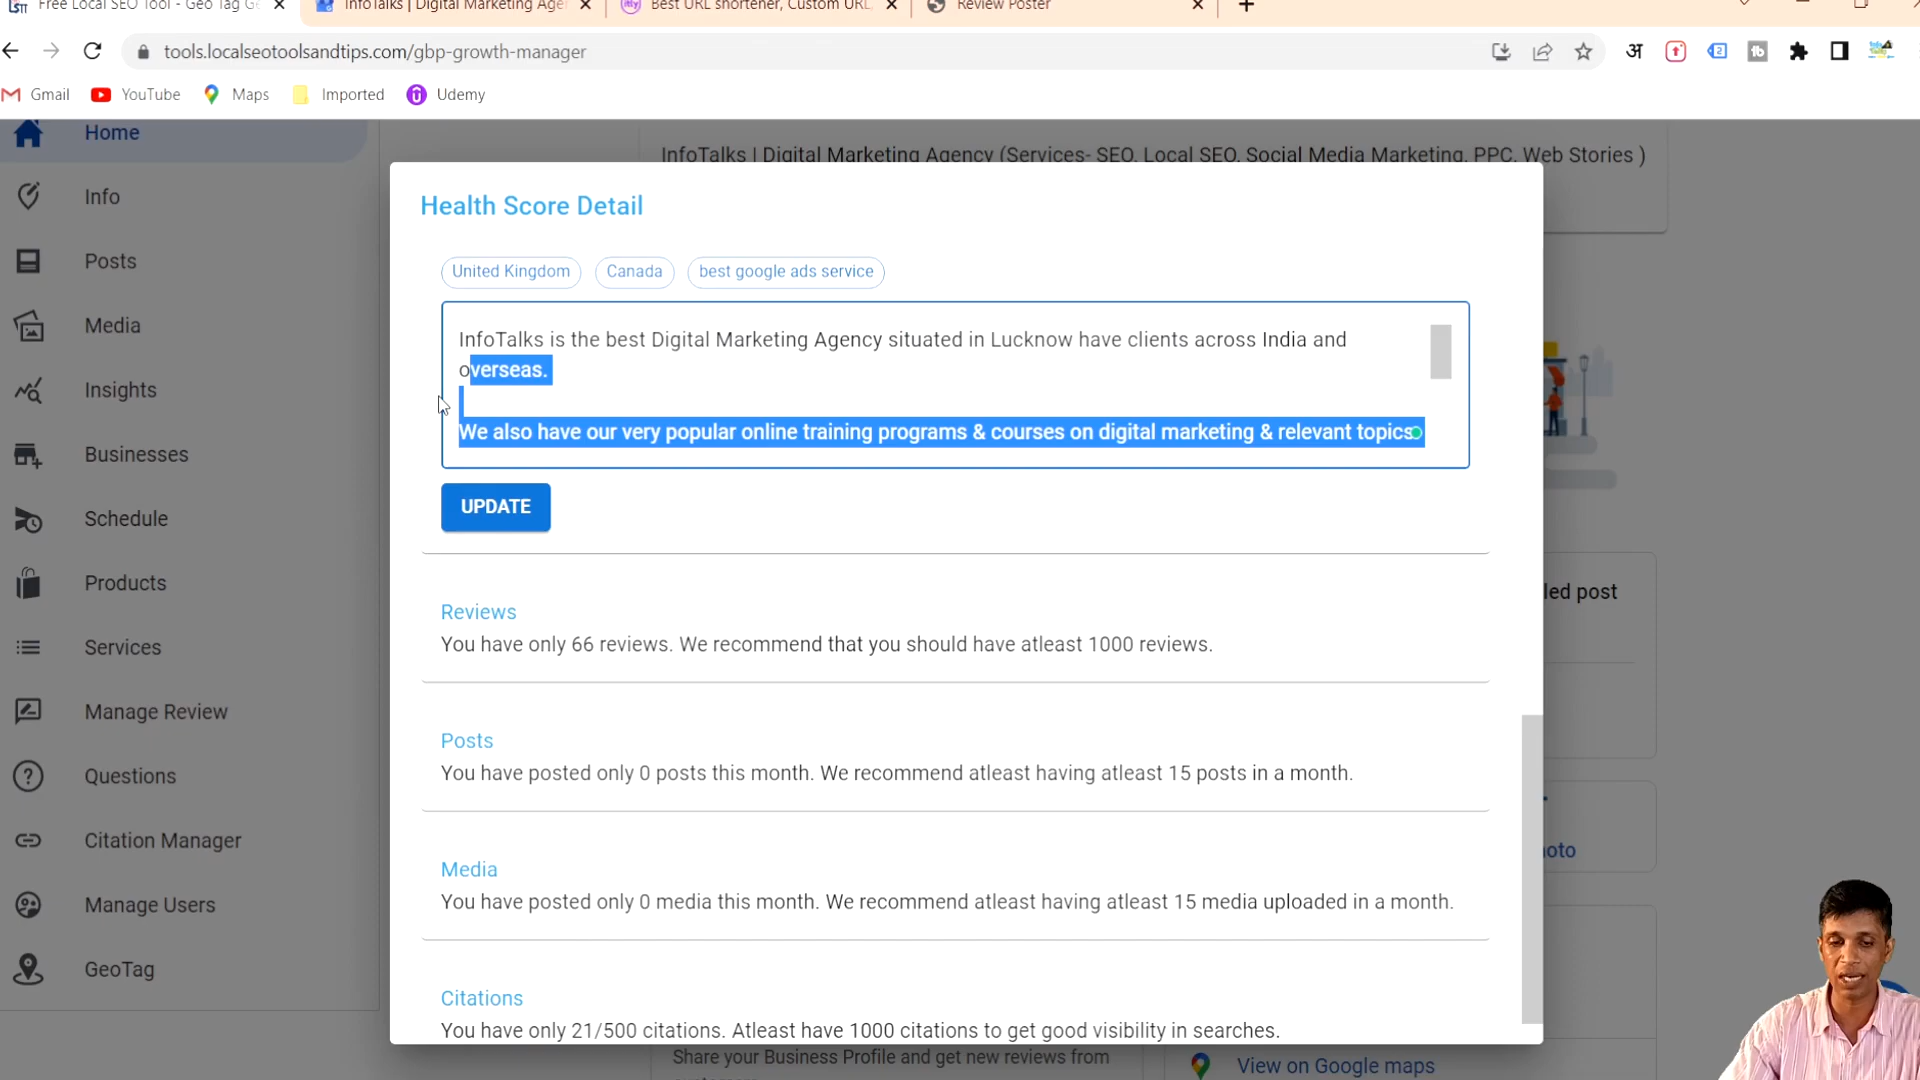 Free Local SEO Tool - Geo Tag
InfoTalks | Digital Marketing Agen
Best URL shortener, Custom URL,
Review Poster
tools.localseotoolsandtips.com/gbp-growth-manager
Gmail
YouTube
Maps
Imported
Udemy
Home
Info
Posts
Media
Insights
Businesses
Schedule
Products
Services
Manage Review
Questions
Citation Manager
Manage Users
GeoTag
InfoTalks | Digital Marketing Agency (Services- SEO, Local SEO, Social Media Marketing, PPC, Web Stories )
Health Score Detail
United Kingdom
Canada
best google ads service
InfoTalks is the best Digital Marketing Agency situated in Lucknow have clients across India and
overseas.
We also have our very popular online training programs & courses on digital marketing & relevant topics
UPDATE
Reviews
You have only 66 reviews. We recommend that you should have atleast 1000 reviews.
Posts
You have posted only 0 posts this month. We recommend atleast having atleast 15 posts in a month.
Media
You have posted only 0 media this month. We recommend atleast having atleast 15 media uploaded in a month.
Citations
You have only 21/500 citations. Atleast have 1000 citations to get good visibility in searches.
led post
oto
Share your Business Profile and get new reviews from
View on Google maps